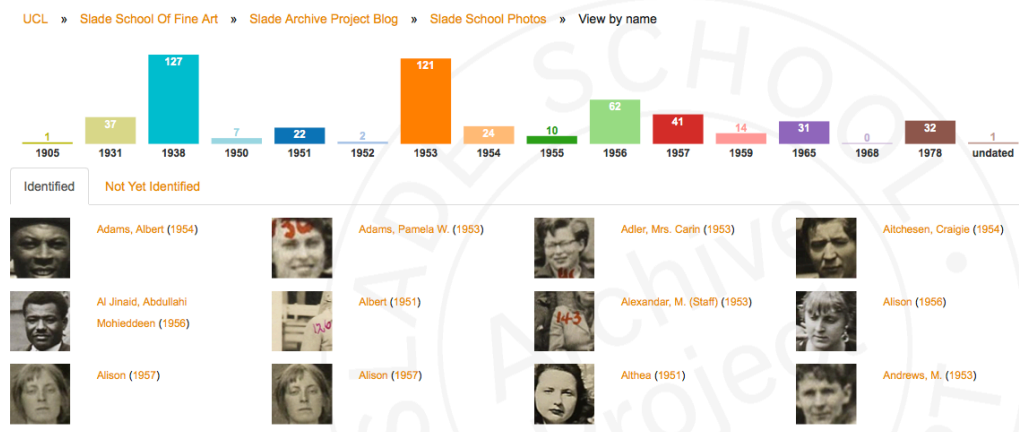 UCL » Slade School Of Fine Art » Slade Archive Project Blog » Slade School Photos » View by name
1 37 127 7 22 2 121 24 10 62 41 14 31 0 32 1
1905 1931 1938 1950 1951 1952 1953 1954 1955 1956 1957 1959 1965 1968 1978 undated
Identified Not Yet Identified
Adams, Albert (1954) Adams, Pamela W. (1953) Adler, Mrs. Carin (1953) Aitchesen, Craigie (1954)
Al Jinaid, Abdullahi Albert (1951) Alexandar, M. (Staff) (1953) Alison (1956)
Mohieddeen (1956)
143
Alison (1957) Alison (1957) Althea (1951) Andrews, M. (1953)
SLADE SCHOOL
Archive
Project